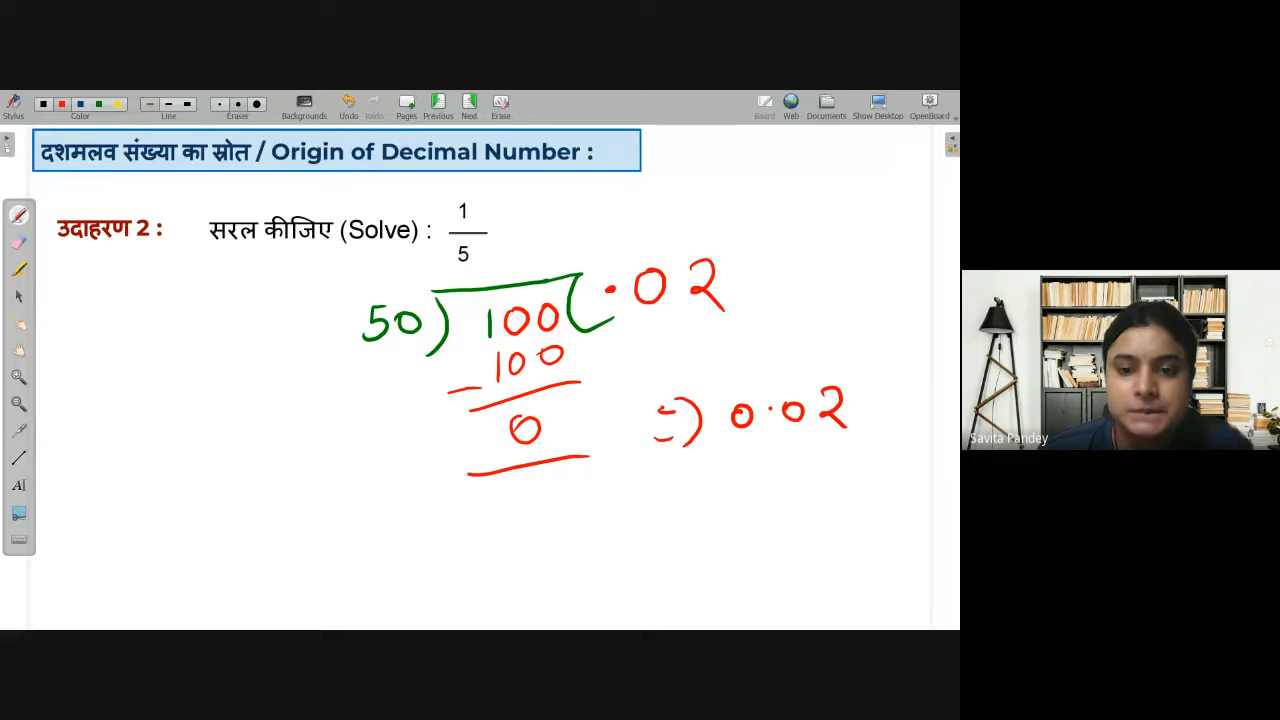 Stylus
Color
Line
Eraser
Backgrounds
Undo
Redo
Pages
Previous
Next
Erase
Board
Web
Documents
Show Desktop
OpenBoard
दशमलव संख्या का स्रोत / Origin of Decimal Number :
उदाहरण 2 : सरल कीजिए (Solve) : 1
5
50) 100 ( .02
100
0
=) 0.02
Savita Pandey